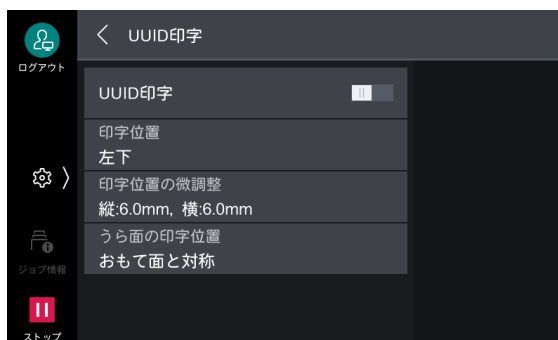 UUID印字
ログアウト
UUID印字
印字位置
左下
印字位置の微調整
縦:6.0mm, 横:6.0mm
うら面の印字位置
おもて面と対称
ジョブ情報
ストップ